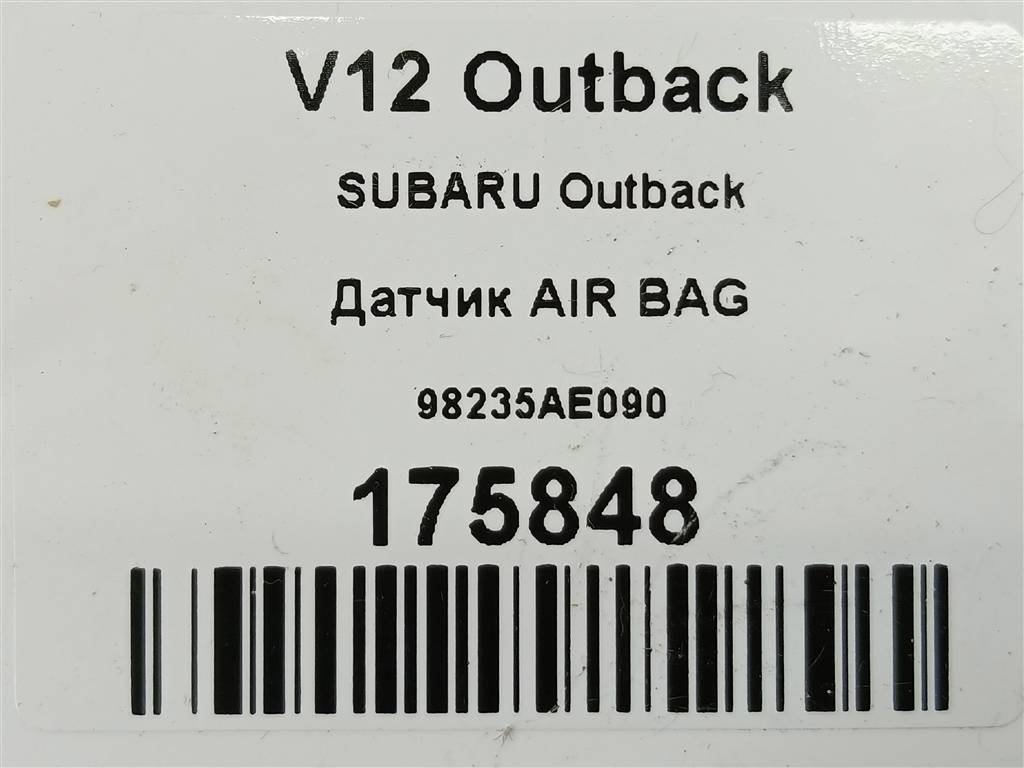 V12 Outback
SUBARU Outback
Датчик AIR BAG
98235AE090
175848